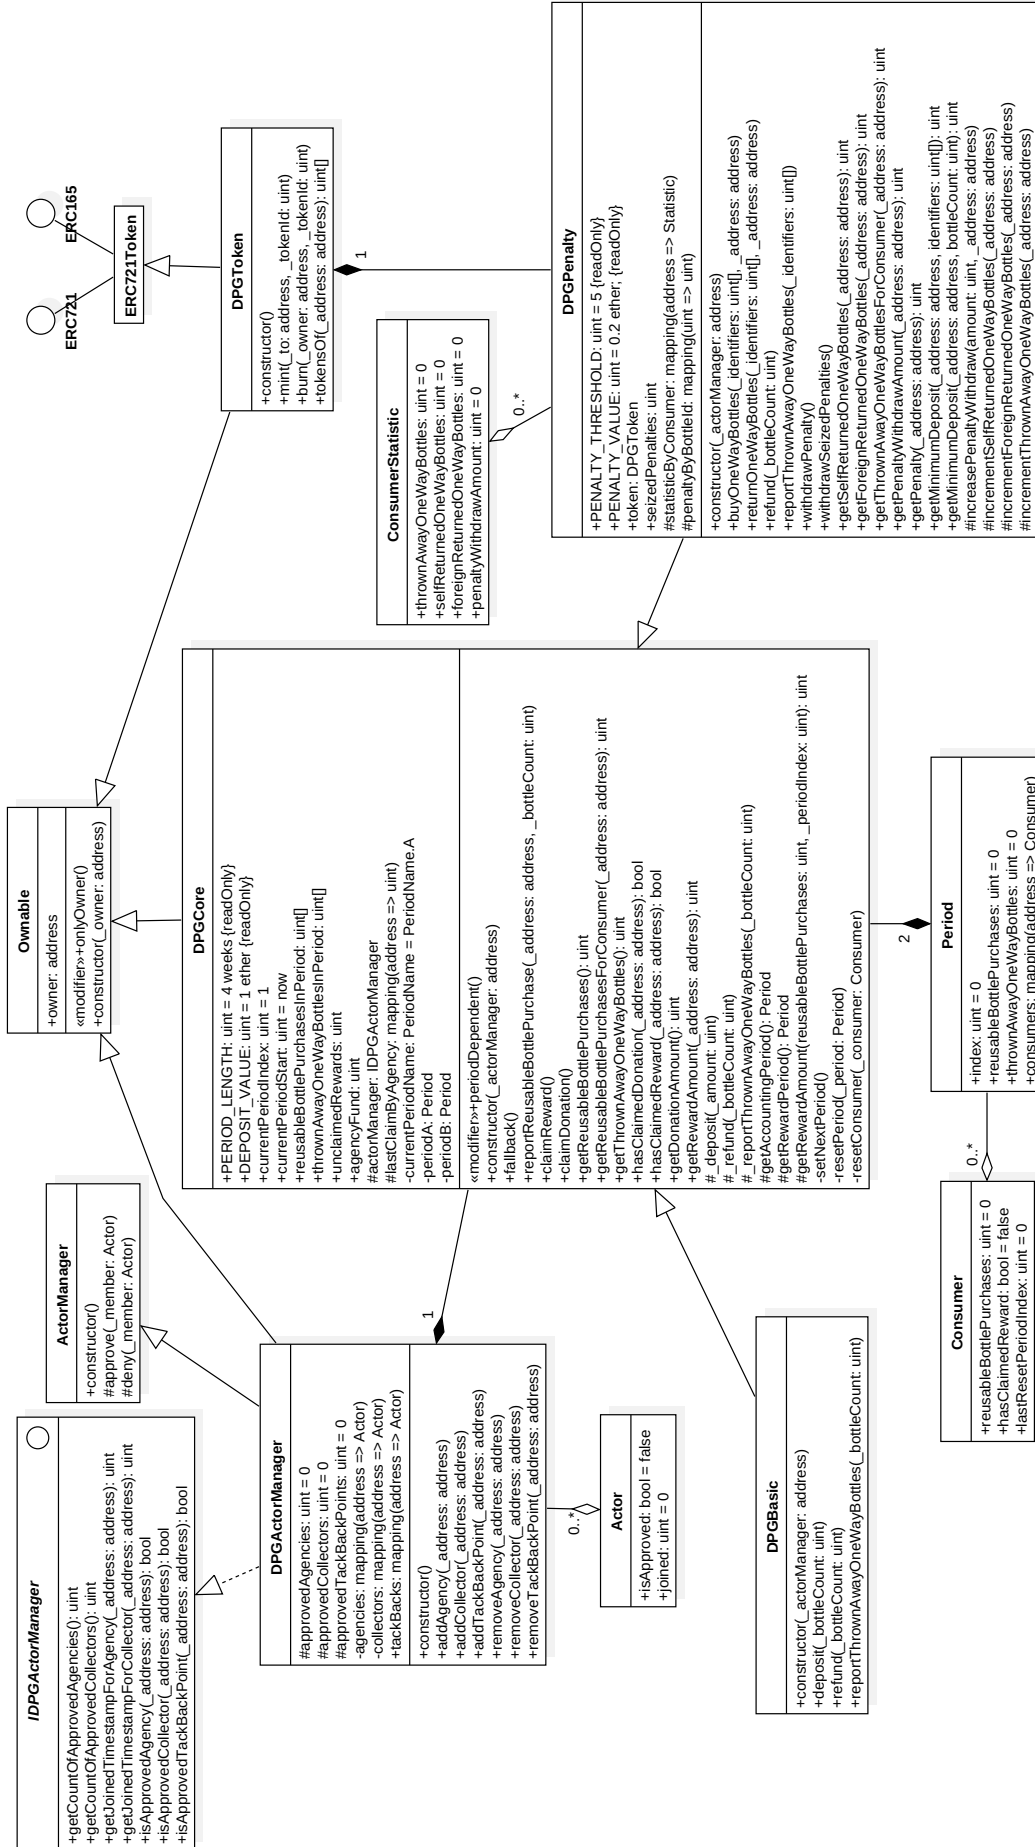 IDPGActorManager
+getCountOfApprovedAgencies(): uint
+getCountOfApprovedCollectors(): uint
+getJoinedTimestampForAgency(_address: address): uint
+getJoinedTimestampForCollector(_address: address): uint
+isApprovedAgency(_address: address): bool
+isApprovedCollector(_address: address): bool
+isApprovedTackBackPoint(_address: address): bool
ActorManager
+constructor()
#approve(_member: Actor)
#deny(_member: Actor)
Ownable
+owner: address
«modifier»+onlyOwner()
+constructor(_owner: address)
ERC721
ERC165
ERC721Token
DPGToken
+constructor()
+mint(_to: address, _tokenId: uint)
+burn(_owner: address, _tokenId: uint)
+tokensOf(_address: address): uint[]
1
DPGActorManager
#approvedAgencies: uint = 0
#approvedCollectors: uint = 0
#approvedTackBackPoints: uint = 0
-agencies: mapping(address => Actor)
-collectors: mapping(address => Actor)
+tackBacks: mapping(address => Actor)
+constructor()
+addAgency(_address: address)
+addCollector(_address: address)
+addTackBackPoint(_address: address)
+removeAgency(_address: address)
+removeCollector(_address: address)
+removeTackBackPoint(_address: address)
1
0..*
Actor
+isApproved: bool = false
+joined: uint = 0
DPGCore
+PERIOD_LENGTH: uint = 4 weeks {readOnly}
+DEPOSIT_VALUE: uint = 1 ether {readOnly}
+currentPeriodIndex: uint = 1
+currentPeriodStart: uint = now
+reusableBottlePurchasesInPeriod: uint[]
+thrownAwayOneWayBottlesInPeriod: uint[]
+unclaimedRewards: uint
+agencyFund: uint
#actorManager: IDPGActorManager
#lastClaimByAgency: mapping(address => uint)
-currentPeriodName: PeriodName = PeriodName.A
-periodA: Period
-periodB: Period
«modifier»+periodDependent()
+constructor(_actorManager: address)
+fallback()
+reportReusableBottlePurchase(_address: address, _bottleCount: uint)
+claimReward()
+claimDonation()
+getReusableBottlePurchases(): uint
+getReusableBottlePurchasesForConsumer(_address: address): uint
+getThrownAwayOneWayBottles(): uint
+hasClaimedDonation(_address: address): bool
+hasClaimedReward(_address: address): bool
+getDonationAmount(): uint
+getRewardAmount(_address: address): uint
#_deposit(_amount: uint)
#_refund(_bottleCount: uint)
#_reportThrownAwayOneWayBottles(_bottleCount: uint)
#getAccountingPeriod(): Period
#getRewardPeriod(): Period
#getRewardAmount(reusableBottlePurchases: uint, _periodIndex: uint): uint
-setNextPeriod()
-resetPeriod(_period: Period)
-resetConsumer(_consumer: Consumer)
ConsumerStatistic
+thrownAwayOneWayBottles: uint = 0
+selfReturnedOneWayBottles: uint = 0
+foreignReturnedOneWayBottles: uint = 0
+penaltyWithdrawAmount: uint = 0
0..*
DPGPenalty
+PENALTY_THRESHOLD: uint = 5 {readOnly}
+PENALTY_VALUE: uint = 0.2 ether; {readOnly}
+token: DPGToken
+seizedPenalties: uint
#statisticByConsumer: mapping(address => Statistic)
#penaltyByBottleId: mapping(uint => uint)
+constructor(_actorManager: address)
+buyOneWayBottles(_identifiers: uint[], _address: address)
+returnOneWayBottles(_identifiers: uint[], _address: address)
+refund(_bottleCount: uint)
+reportThrownAwayOneWayBottles(_identifiers: uint[])
+withdrawPenalty()
+withdrawSeizedPenalties()
+getSelfReturnedOneWayBottles(_address: address): uint
+getForeignReturnedOneWayBottles(_address: address): uint
+getThrownAwayOneWayBottlesForConsumer(_address: address): uint
+getPenaltyWithdrawAmount(_address: address): uint
+getPenalty(_address: address): uint
+getMinimumDeposit(_address: address, identifiers: uint[]): uint
+getMinimumDeposit(_address: address, bottleCount: uint): uint
#increasePenaltyWithdraw(amount: uint, _address: address)
#incrementSelfReturnedOneWayBottles(_address: address)
#incrementForeignReturnedOneWayBottles(_address: address)
#incrementThrownAwayOneWayBottles(_address: address)
DPGBasic
+constructor(_actorManager: address)
+deposit(_bottleCount: uint)
+refund(_bottleCount: uint)
+reportThrownAwayOneWayBottles(_bottleCount: uint)
2
Period
+index: uint = 0
+reusableBottlePurchases: uint = 0
+thrownAwayOneWayBottles: uint = 0
+consumers: mapping(address => Consumer)
0..*
Consumer
+reusableBottlePurchases: uint = 0
+hasClaimedReward: bool = false
+lastResetPeriodIndex: uint = 0